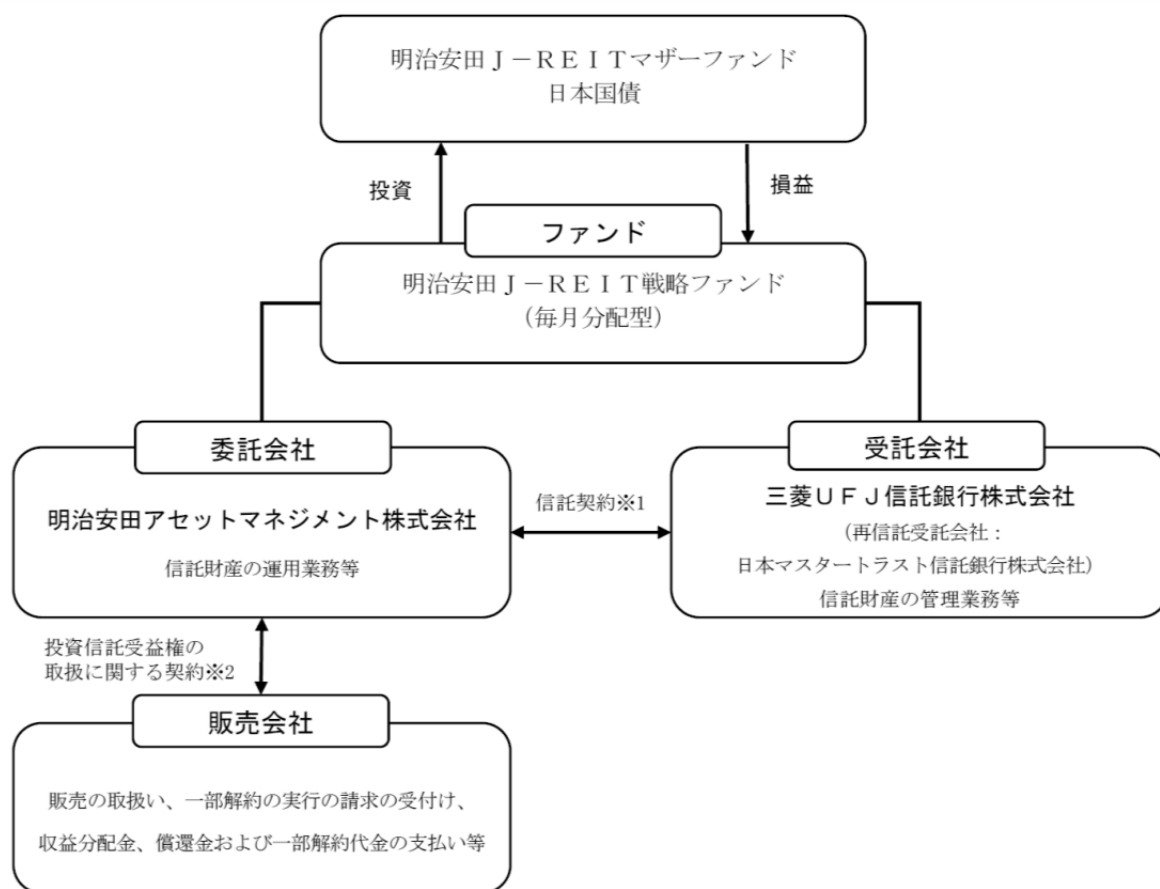 明治安田Ｊ－ＲＥＩＴマザーファンド
日本国債
投資
損益
ファンド
明治安田Ｊ－ＲＥＩＴ戦略ファンド
（毎月分配型）
委託会社
明治安田アセットマネジメント株式会社
信託財産の運用業務等
信託契約※1
受託会社
三菱ＵＦＪ信託銀行株式会社
（再信託受託会社：
日本マスタートラスト信託銀行株式会社）
信託財産の管理業務等
投資信託受益権の
取扱に関する契約※2
販売会社
販売の取扱い、一部解約の実行の請求の受付け、
収益分配金、償還金および一部解約代金の支払い等